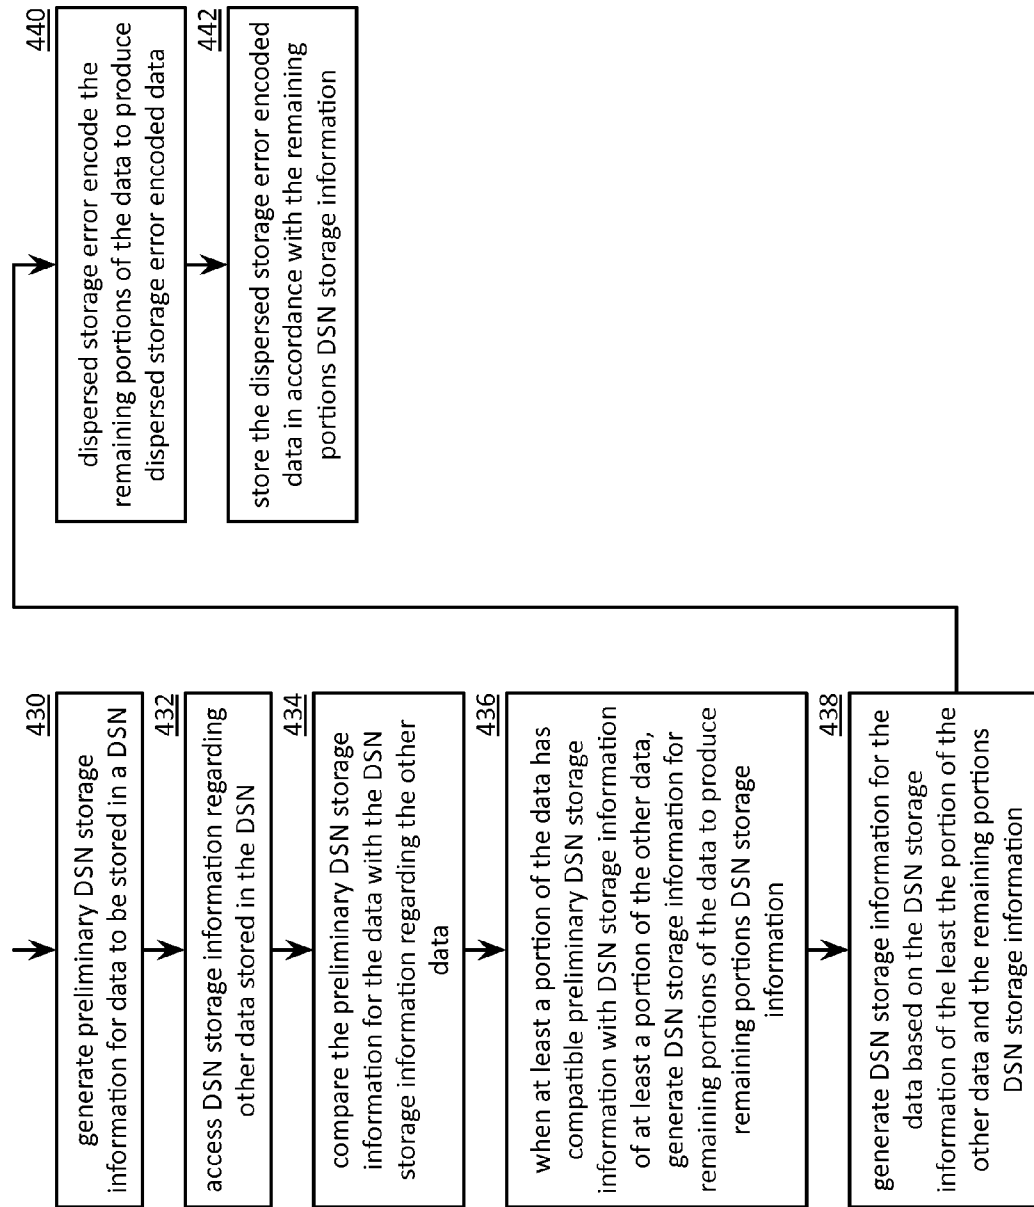 430
generate preliminary DSN storage
information for data to be stored in a DSN
432
access DSN storage information regarding
other data stored in the DSN
434
compare the preliminary DSN storage
information for the data with the DSN
storage information regarding the other
data
436
when at least a portion of the data has
compatible preliminary DSN storage
information with DSN storage information
of at least a portion of the other data,
generate DSN storage information for
remaining portions of the data to produce
remaining portions DSN storage
information
438
generate DSN storage information for the
data based on the DSN storage
information of the least the portion of the
other data and the remaining portions
DSN storage information
440
dispersed storage error encode the
remaining portions of the data to produce
dispersed storage error encoded data
442
store the dispersed storage error encoded
data in accordance with the remaining
portions DSN storage information